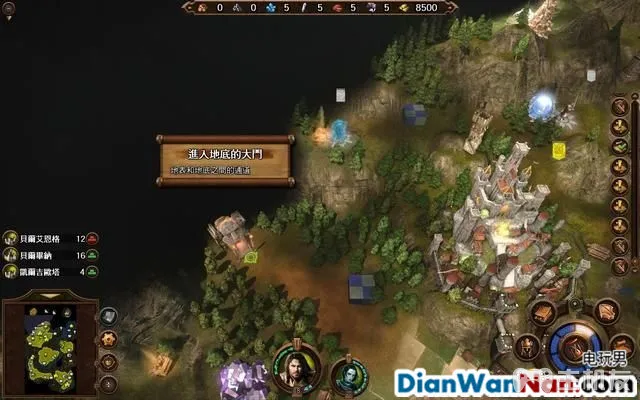 0 0 5 5 5 5 8500
進入地底的大門
地表和地底之間的通道
貝爾艾恩格 12
貝爾畢納 16
凱爾吉歐塔 4
电玩男
DianWanNan.com